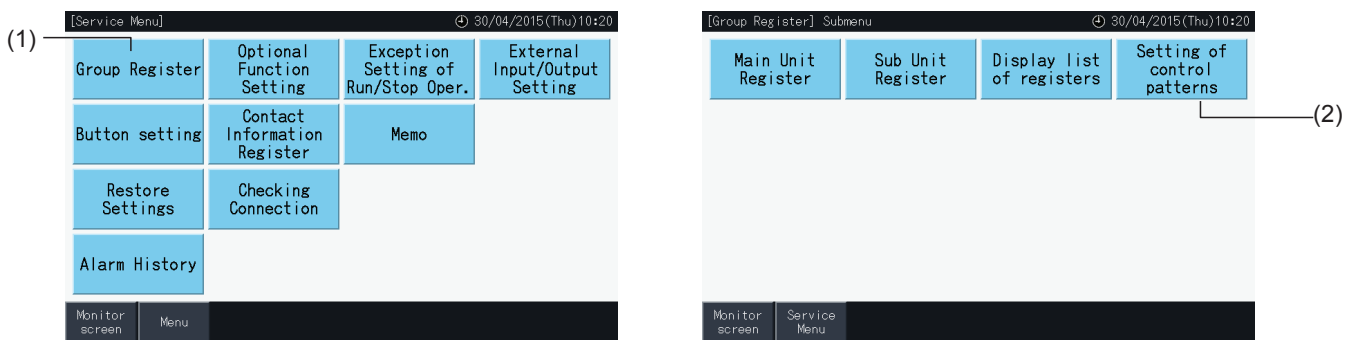 [Service Menu] 30/04/2015(Thu)10:20
(1)
Group Register
Optional
Function
Setting
Exception
Setting of
Run/Stop Oper.
External
Input/Output
Setting
Button setting
Contact
Information
Register
Memo
Restore
Settings
Checking
Connection
Alarm History
Monitor
screen
Menu
[Group Register] Submenu 30/04/2015(Thu)10:20
Main Unit
Register
Sub Unit
Register
Display list
of registers
Setting of
control
patterns
(2)
Monitor
screen
Service
Menu